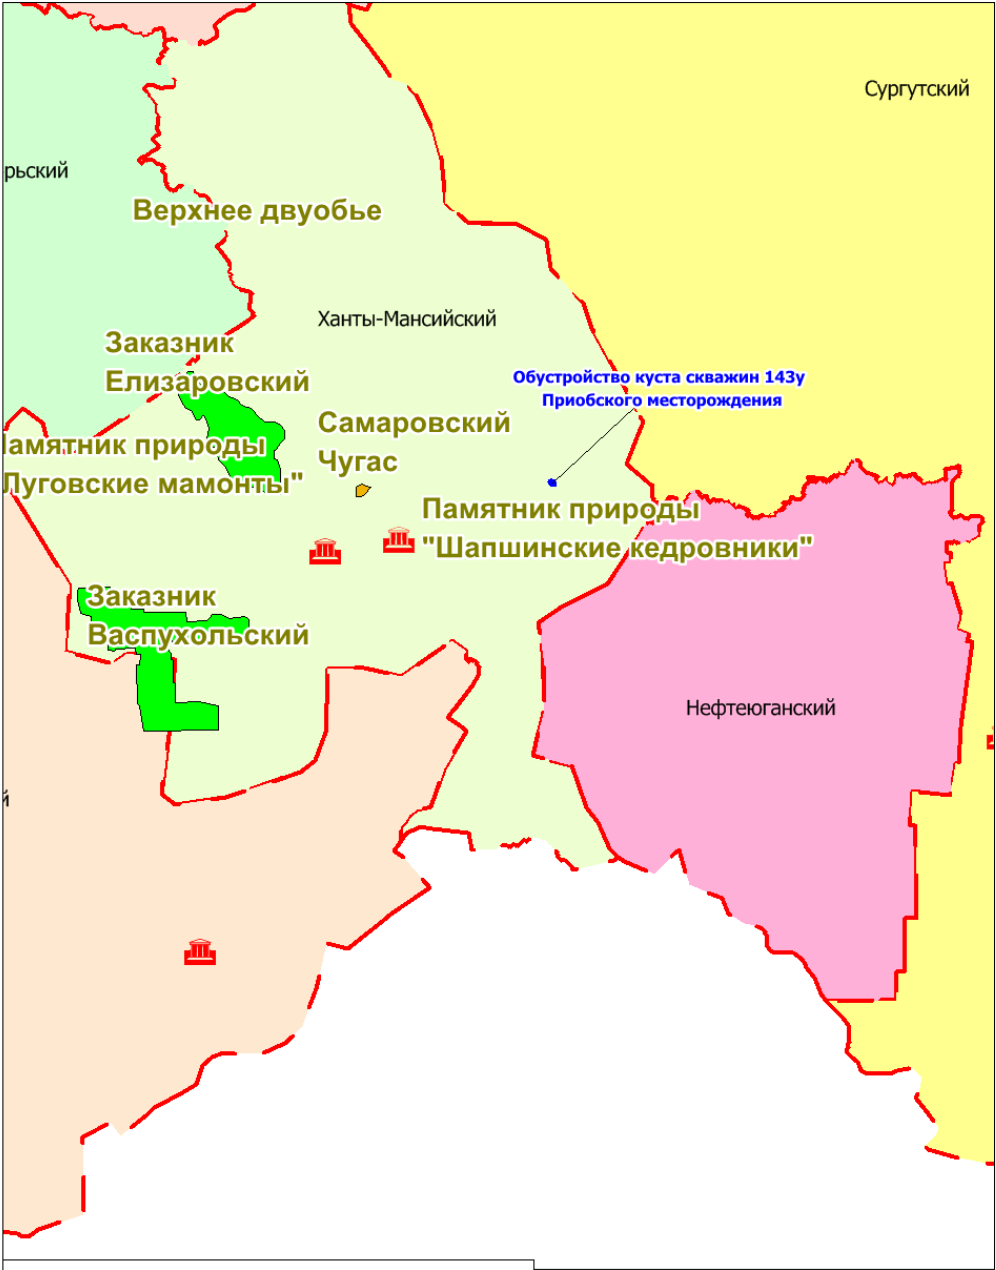 Сургутский
рьский
Верхнее двуобье
Ханты-Мансийский
Заказник
Елизаровский
Обустройство куста скважин 143у
Приобского месторождения
Самаровский
Чугас
Памятник природы
Луговские мамонты"
Памятник природы
"Шапшинские кедровники"
Заказник
Васпухольский
Нефтеюганский
й